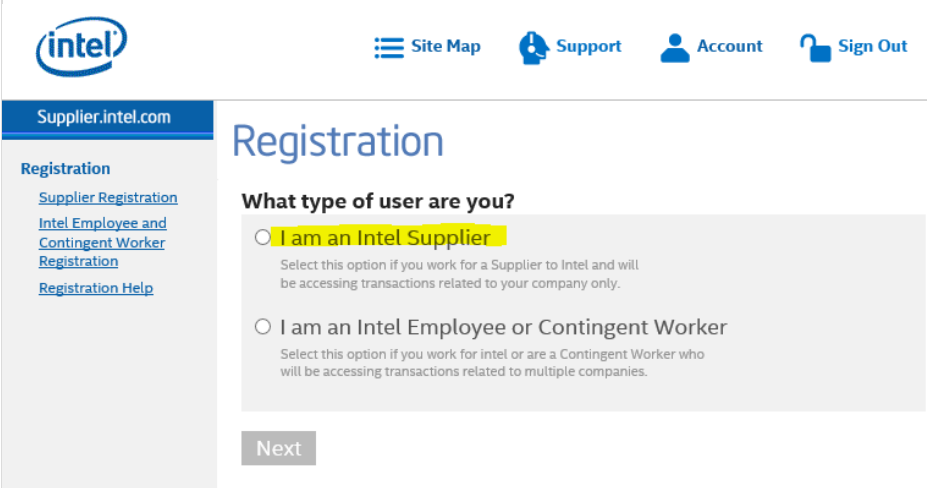 intel
Site Map
Support
Account
Sign Out
Supplier.intel.com
Registration
Supplier Registration
Intel Employee and
Contingent Worker
Registration
Registration Help
Registration
What type of user are you?
I am an Intel Supplier
Select this option if you work for a Supplier to Intel and will
be accessing transactions related to your company only.
I am an Intel Employee or Contingent Worker
Select this option if you work for intel or are a Contingent Worker who
will be accessing transactions related to multiple companies.
Next